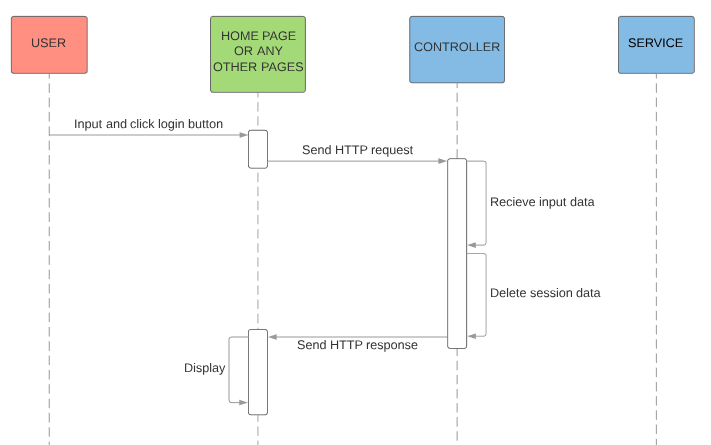 USER
HOME PAGE
OR ANY
OTHER PAGES
CONTROLLER
SERVICE
Input and click login button
Send HTTP request
Recieve input data
Delete session data
Send HTTP response
Display